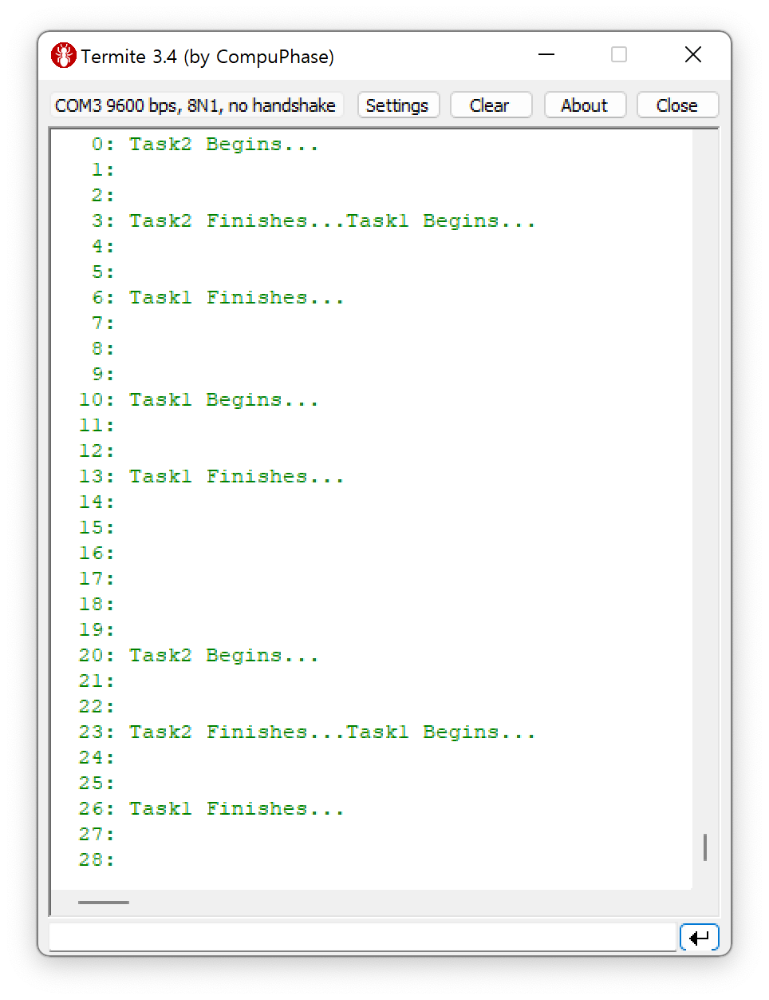 Termite 3.4 (by CompuPhase)
COM3 9600 bps, 8N1, no handshake Settings Clear About Close
0: Task2 Begins...
1:
2:
3: Task2 Finishes...Task1 Begins...
4:
5:
6: Task1 Finishes...
7:
8:
9:
10: Task1 Begins...
11:
12:
13: Task1 Finishes...
14:
15:
16:
17:
18:
19:
20: Task2 Begins...
21:
22:
23: Task2 Finishes...Task1 Begins...
24:
25:
26: Task1 Finishes...
27:
28: